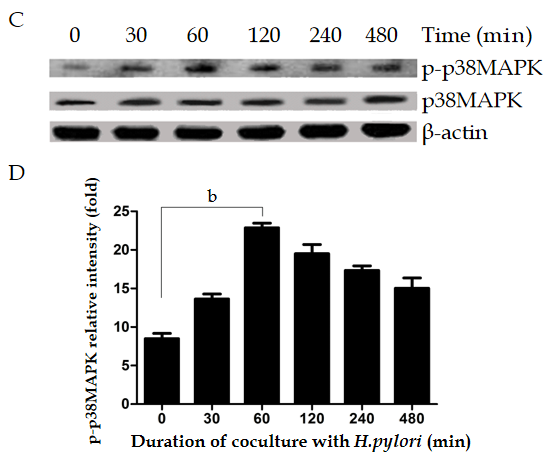 C
0 30 60 120 240 480 Time (min)
p-p38MAPK
p38MAPK
β-actin
D
b
p-p38MAPK relative intensity (fold)
25
20
15
10
5
0
0 30 60 120 240 480
Duration of coculture with H.pylori (min)